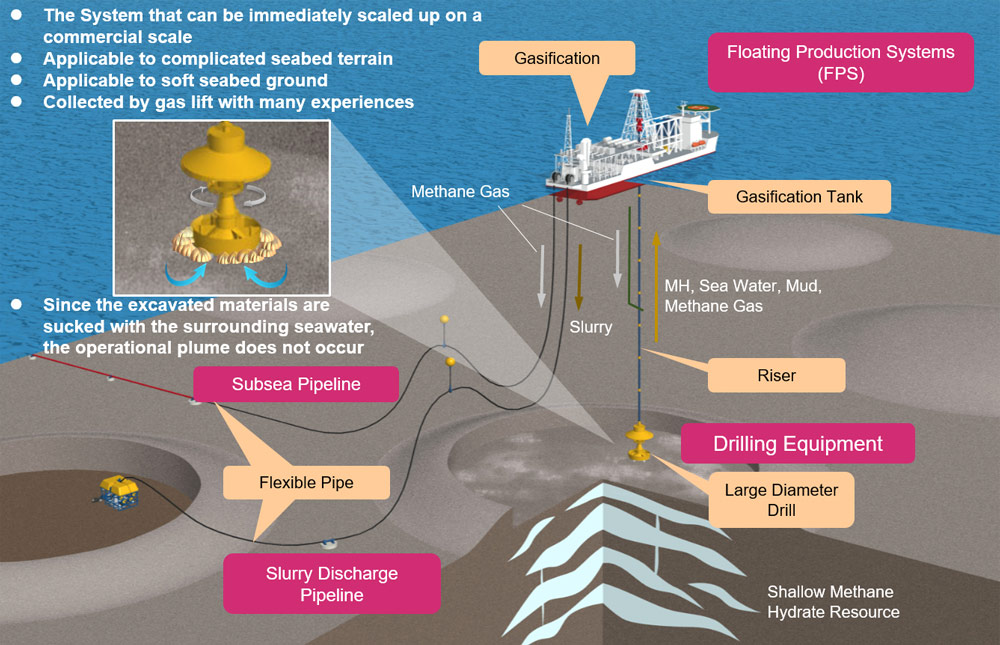 ● The System that can be immediately scaled up on a
commercial scale
● Applicable to complicated seabed terrain
● Applicable to soft seabed ground
● Collected by gas lift with many experiences
Gasification
Floating Production Systems
(FPS)
Methane Gas
Gasification Tank
MH, Sea Water, Mud,
Methane Gas
Slurry
● Since the excavated materials are
sucked with the surrounding seawater,
the operational plume does not occur
Subsea Pipeline
Riser
Drilling Equipment
Flexible Pipe
Large Diameter
Drill
Slurry Discharge
Pipeline
Shallow Methane
Hydrate Resource